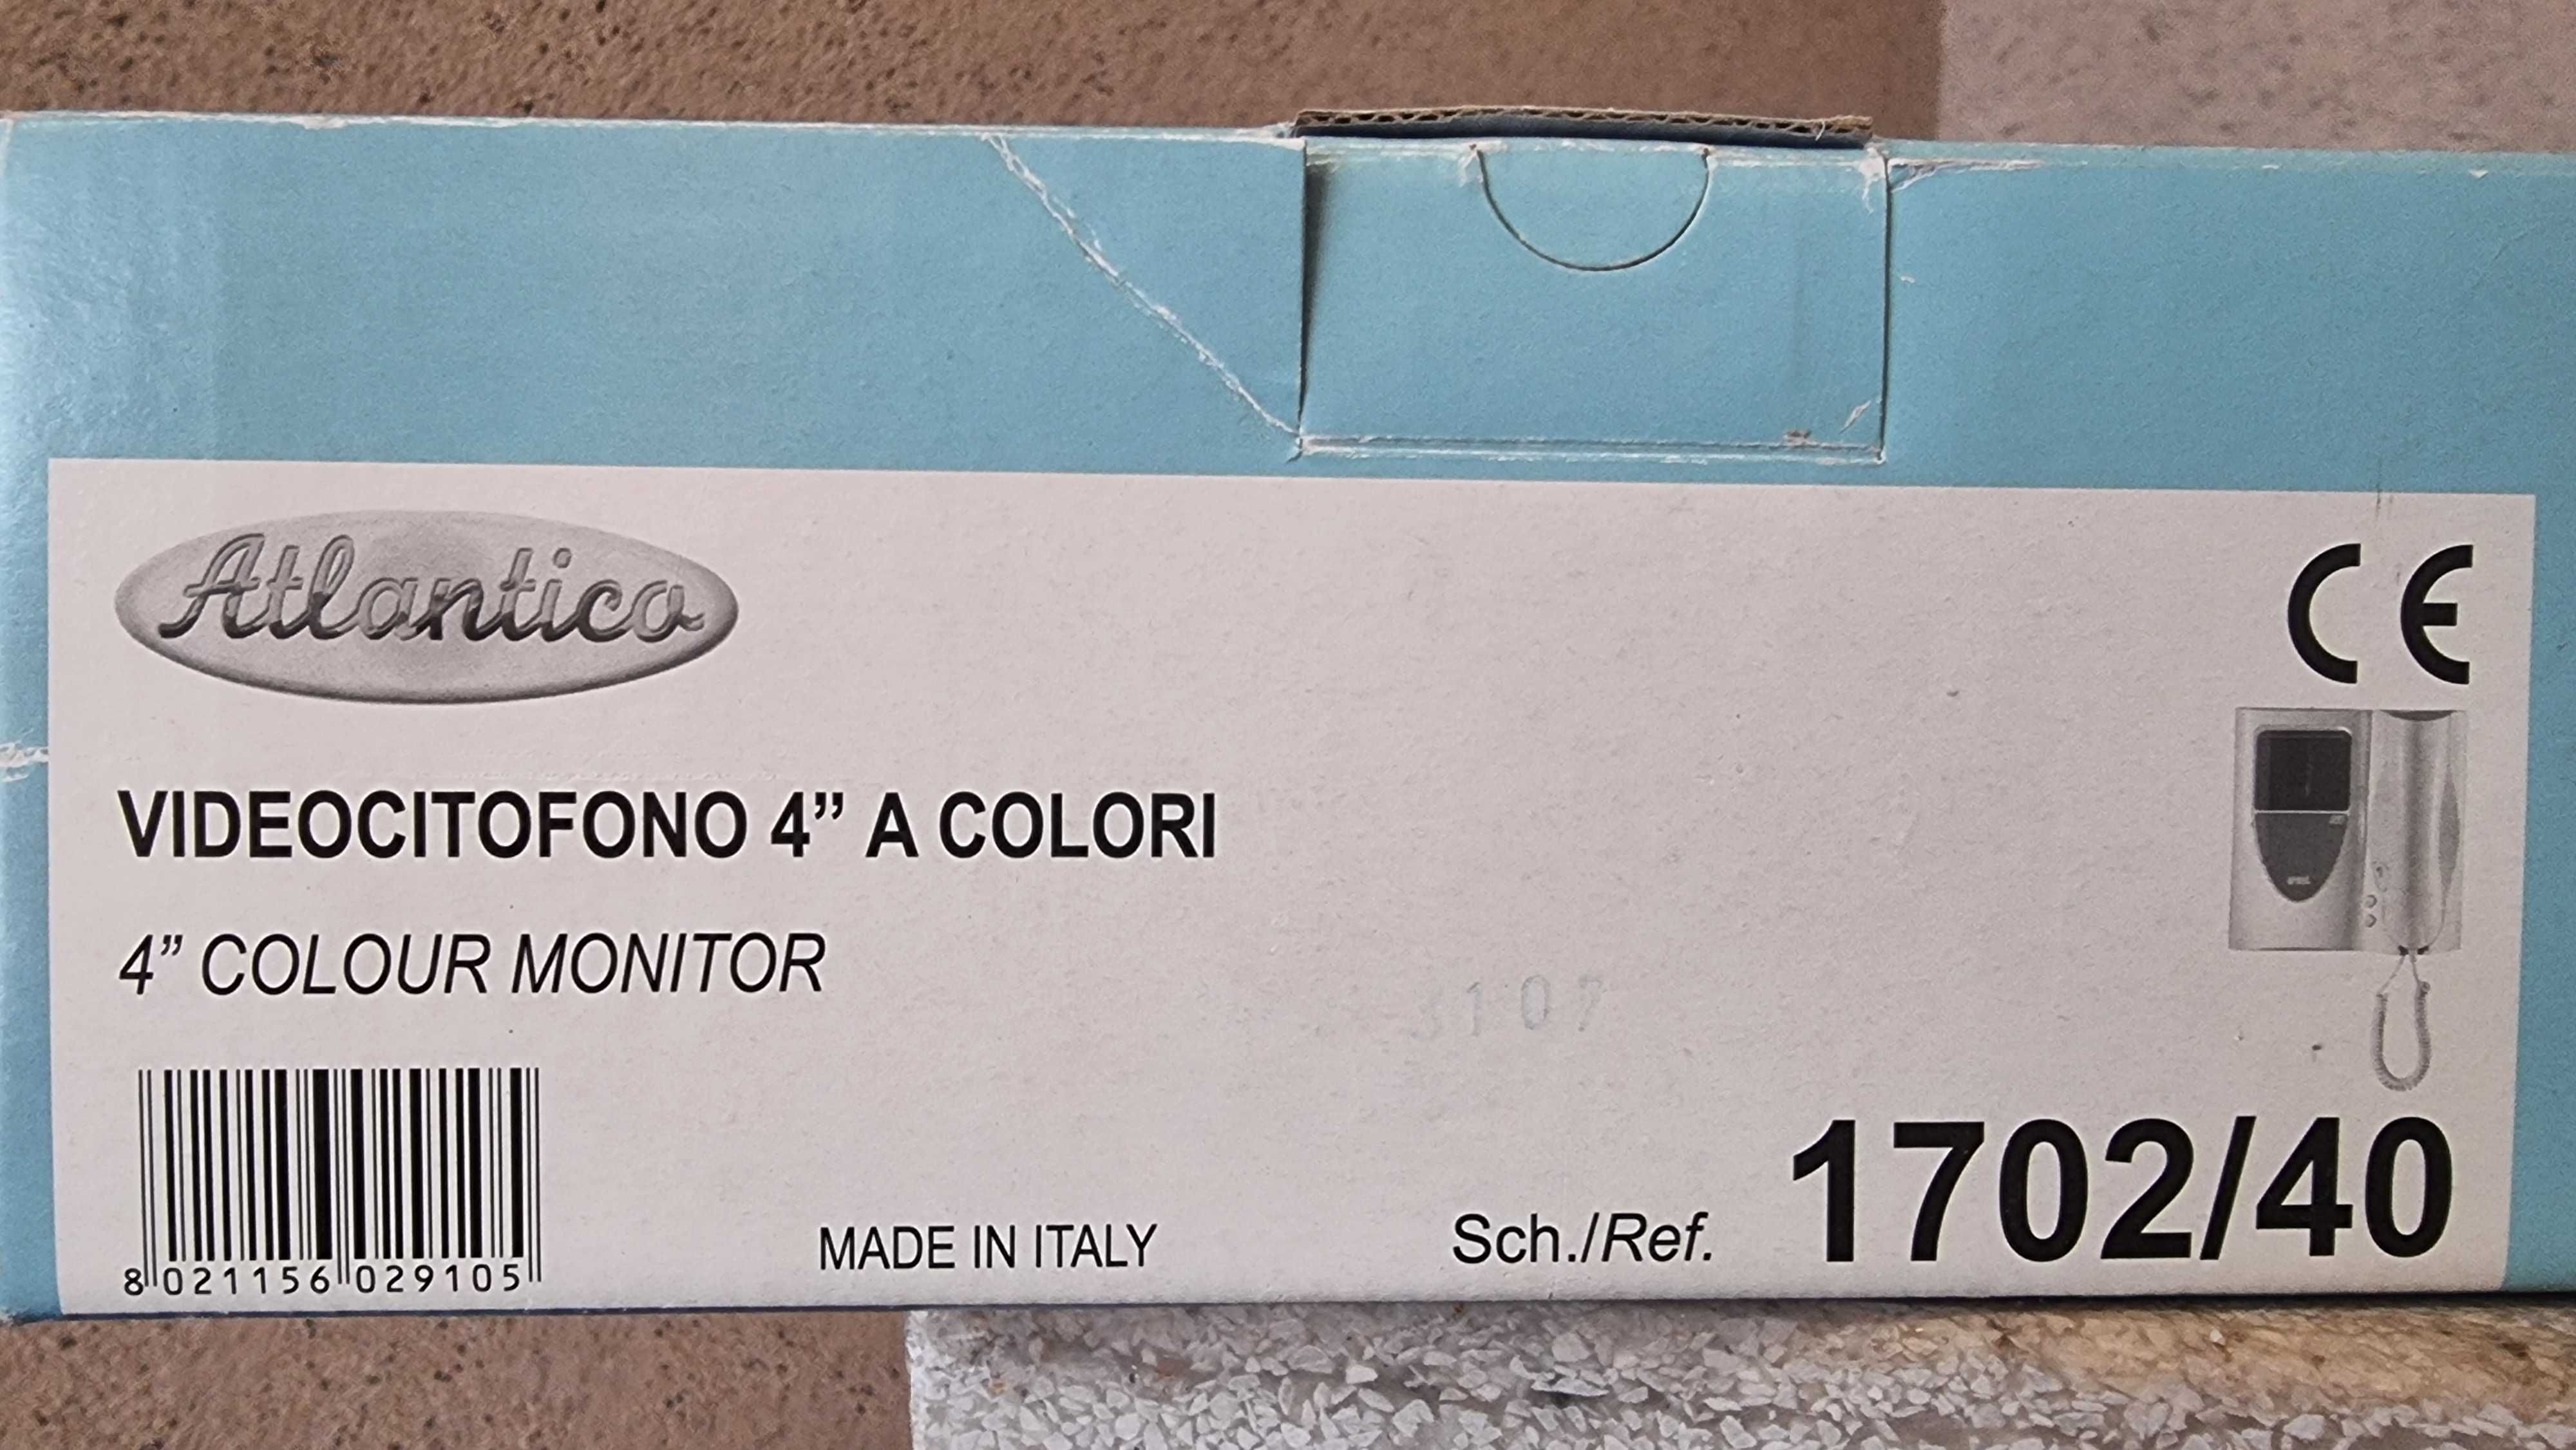 Atlantico
CE
VIDEOCITOFONO 4” A COLORI
4” COLOUR MONITOR
8 021156 029105
MADE IN ITALY
Sch./Ref. 1702/40